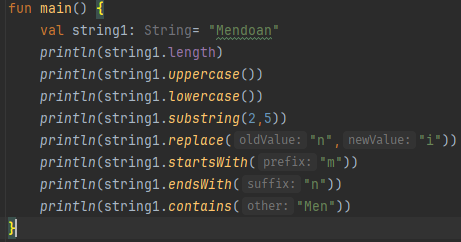 fun main() {
    val string1: String= "Mendoan"
    println(string1.length)
    println(string1.uppercase())
    println(string1.lowercase())
    println(string1.substring(2,5))
    println(string1.replace( oldValue: "n", newValue: "i"))
    println(string1.startsWith( prefix: "m"))
    println(string1.endsWith( suffix: "n"))
    println(string1.contains( other: "Men"))
}